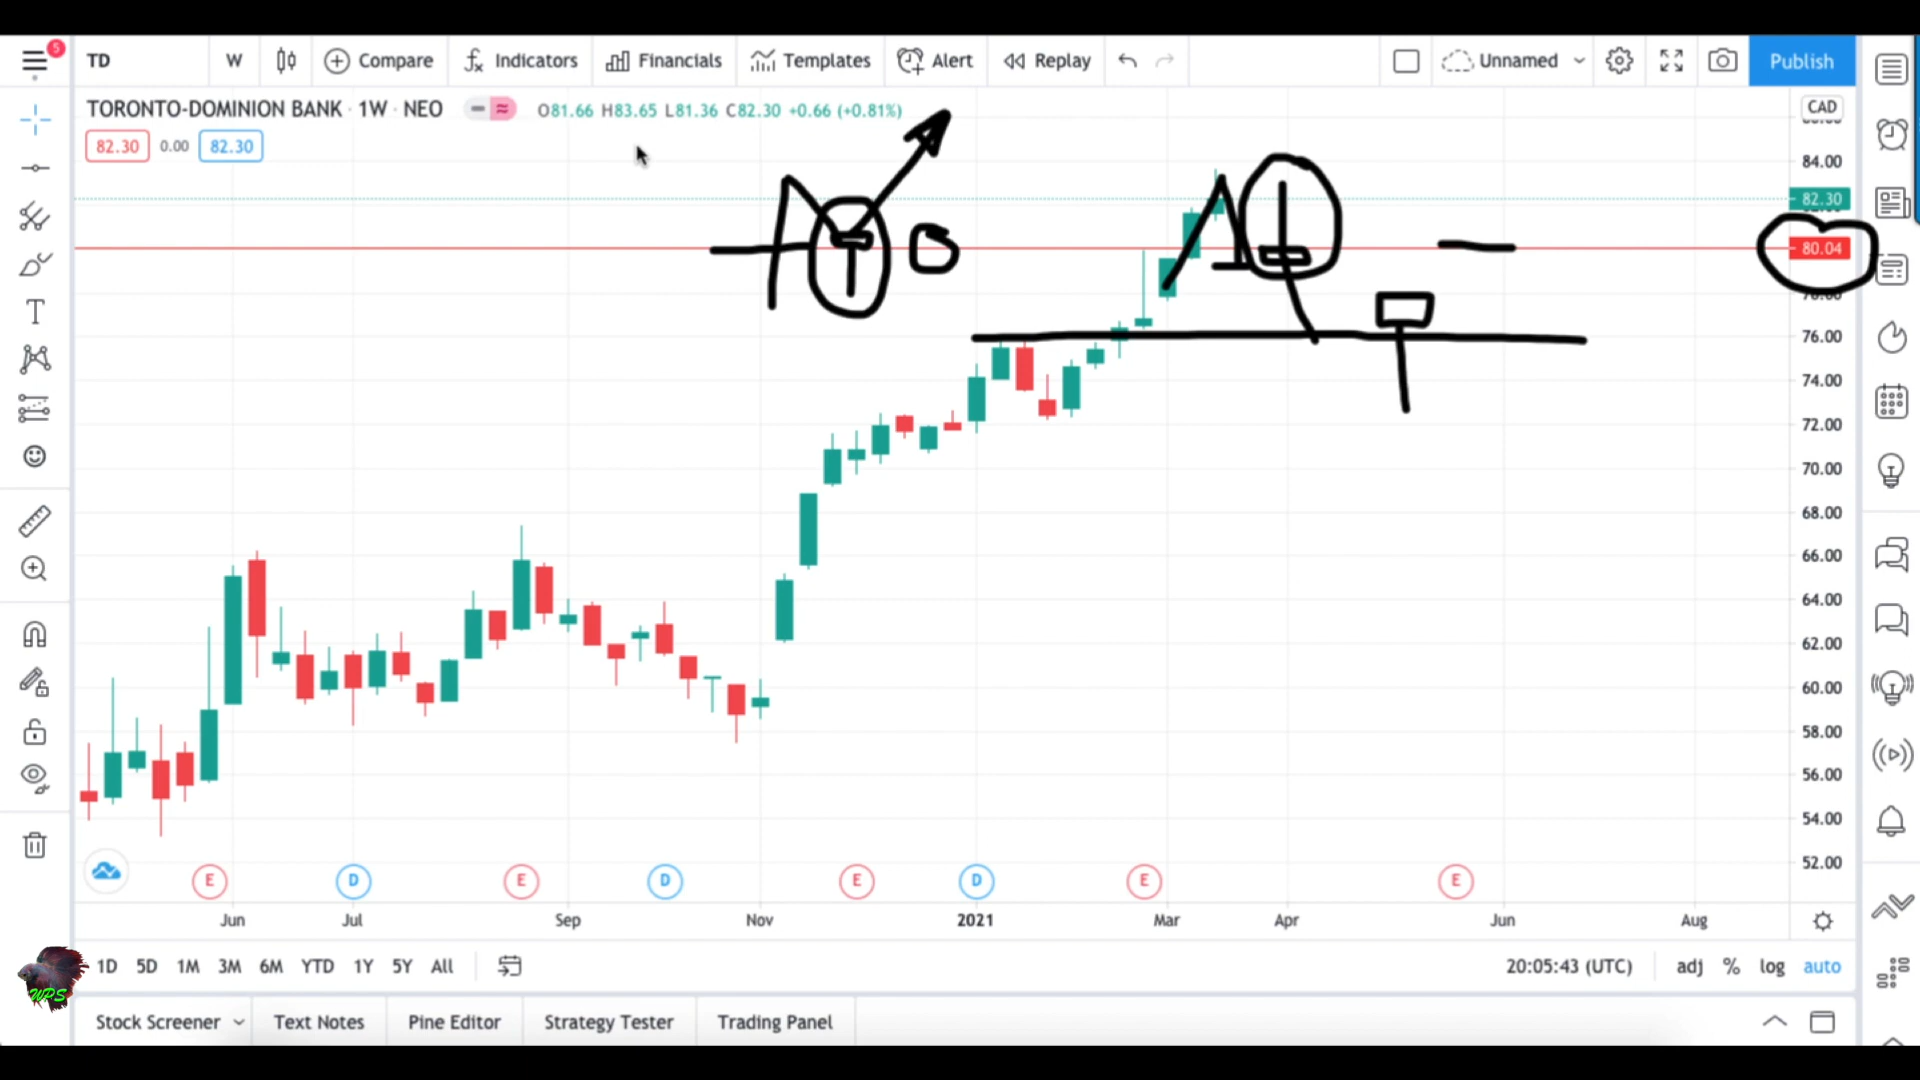 5
TD W Compare Indicators Financials Templates Alert Replay Unnamed Publish
TORONTO-DOMINION BANK · 1W · NEO O81.66 H83.65 L81.36 C82.30 +0.66 (+0.81%)
CAD
82.30 0.00 82.30
84.00
82.30
80.04
76.00
74.00
72.00
70.00
68.00
66.00
64.00
62.00
60.00
58.00
56.00
54.00
52.00
E D E D E D E E
Jun Jul Sep Nov 2021 Mar Apr Jun Aug
1D 5D 1M 3M 6M YTD 1Y 5Y All 20:05:43 (UTC) adj % log auto
WPS
Stock Screener Text Notes Pine Editor Strategy Tester Trading Panel